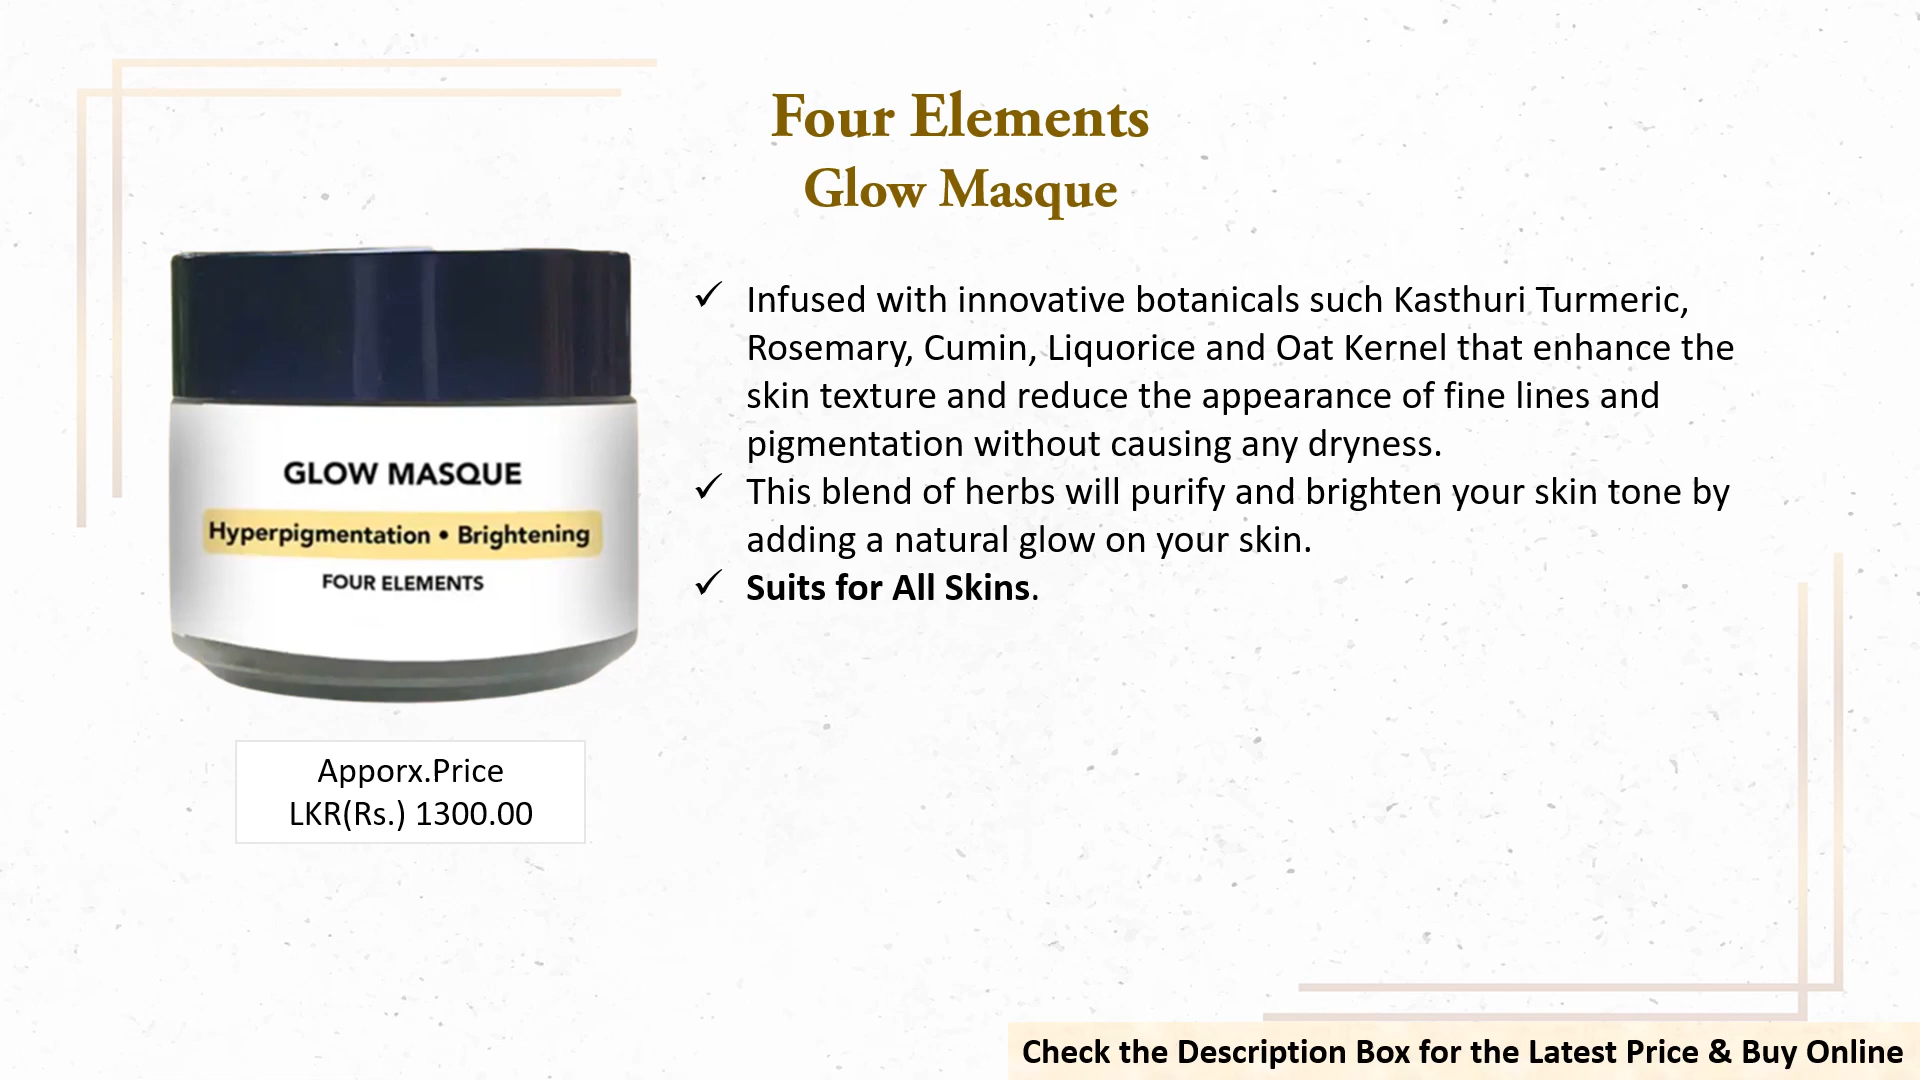 Four Elements
Glow Masque
✓ Infused with innovative botanicals such Kasthuri Turmeric,
Rosemary, Cumin, Liquorice and Oat Kernel that enhance the
skin texture and reduce the appearance of fine lines and
pigmentation without causing any dryness.
✓ This blend of herbs will purify and brighten your skin tone by
adding a natural glow on your skin.
✓ Suits for All Skins.
GLOW MASQUE
Hyperpigmentation • Brightening
FOUR ELEMENTS
Apporx.Price
LKR(Rs.) 1300.00
Check the Description Box for the Latest Price & Buy Online